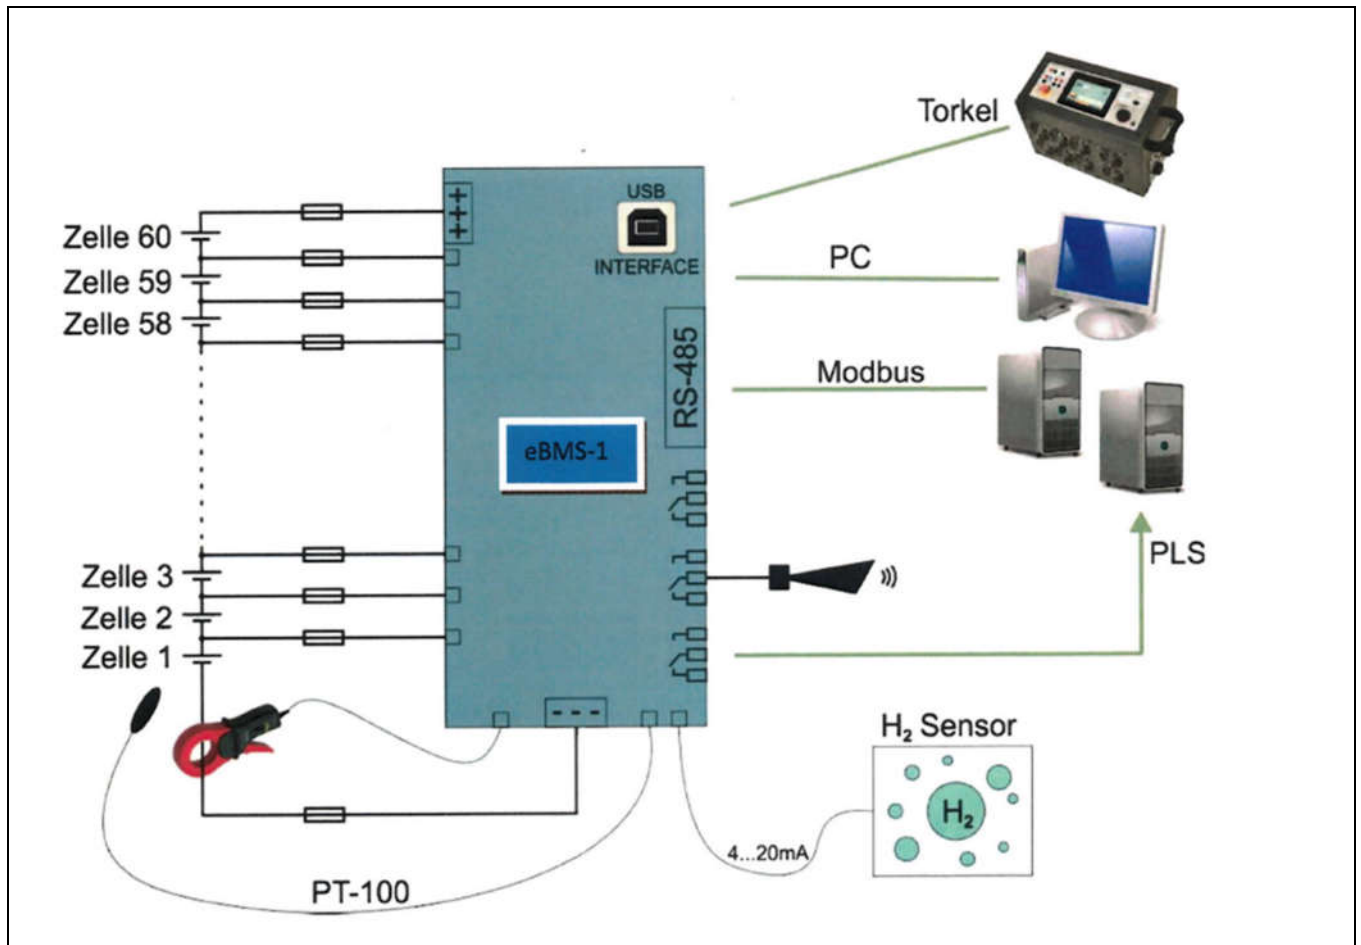 Torkel
USB
INTERFACE
Zelle 60
Zelle 59
Zelle 58
PC
RS-485
Modbus
eBMS-1
Zelle 3
Zelle 2
Zelle 1
PLS
+
+
+
- - -
H₂ Sensor
H₂
4...20mA
PT-100